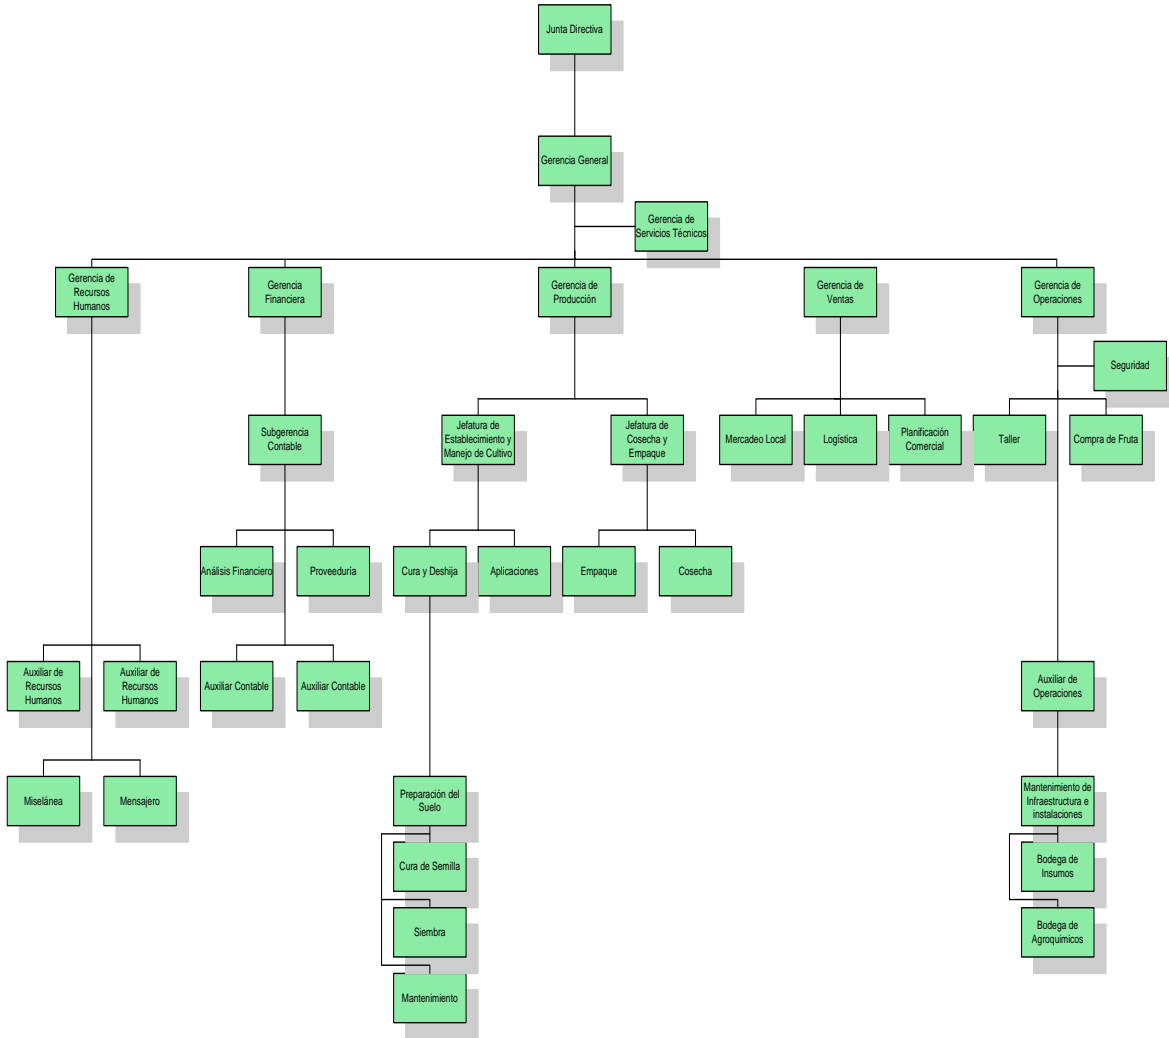 Junta Directiva
Gerencia General
Gerencia de
Servicios Técnicos
Gerencia de
Recursos
Humanos
Gerencia
Financiera
Gerencia de
Producción
Gerencia de
Ventas
Gerencia de
Operaciones
Seguridad
Subgerencia
Contable
Jefatura de
Establecimiento y
Manejo de Cultivo
Jefatura de
Cosecha y
Empaque
Mercadeo Local
Logística
Planificación
Comercial
Taller
Compra de Fruta
Análisis Financiero
Proveeduría
Cura y Deshija
Aplicaciones
Empaque
Cosecha
Auxiliar de
Recursos
Humanos
Auxiliar de
Recursos
Humanos
Auxiliar Contable
Auxiliar Contable
Auxiliar de
Operaciones
Miselánea
Mensajero
Preparación del
Suelo
Mantenimiento de
Infraestructura e
instalaciones
Cura de Semilla
Bodega de
Insumos
Siembra
Bodega de
Agroquimicos
Mantenimiento